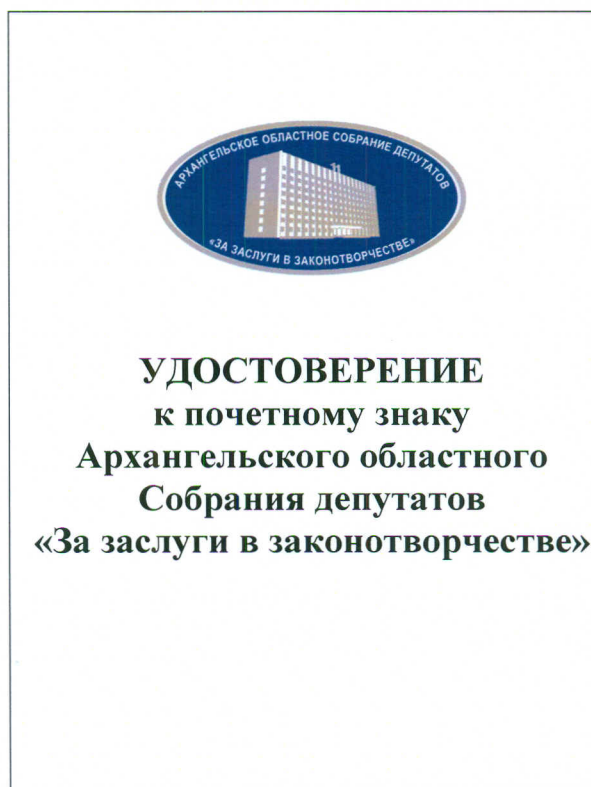 АРХАНГЕЛЬСКОЕ ОБЛАСТНОЕ СОБРАНИЕ ДЕПУТАТОВ
«ЗА ЗАСЛУГИ В ЗАКОНОТВОРЧЕСТВЕ»
УДОСТОВЕРЕНИЕ
к почетному знаку
Архангельского областного
Собрания депутатов
«За заслуги в законотворчестве»